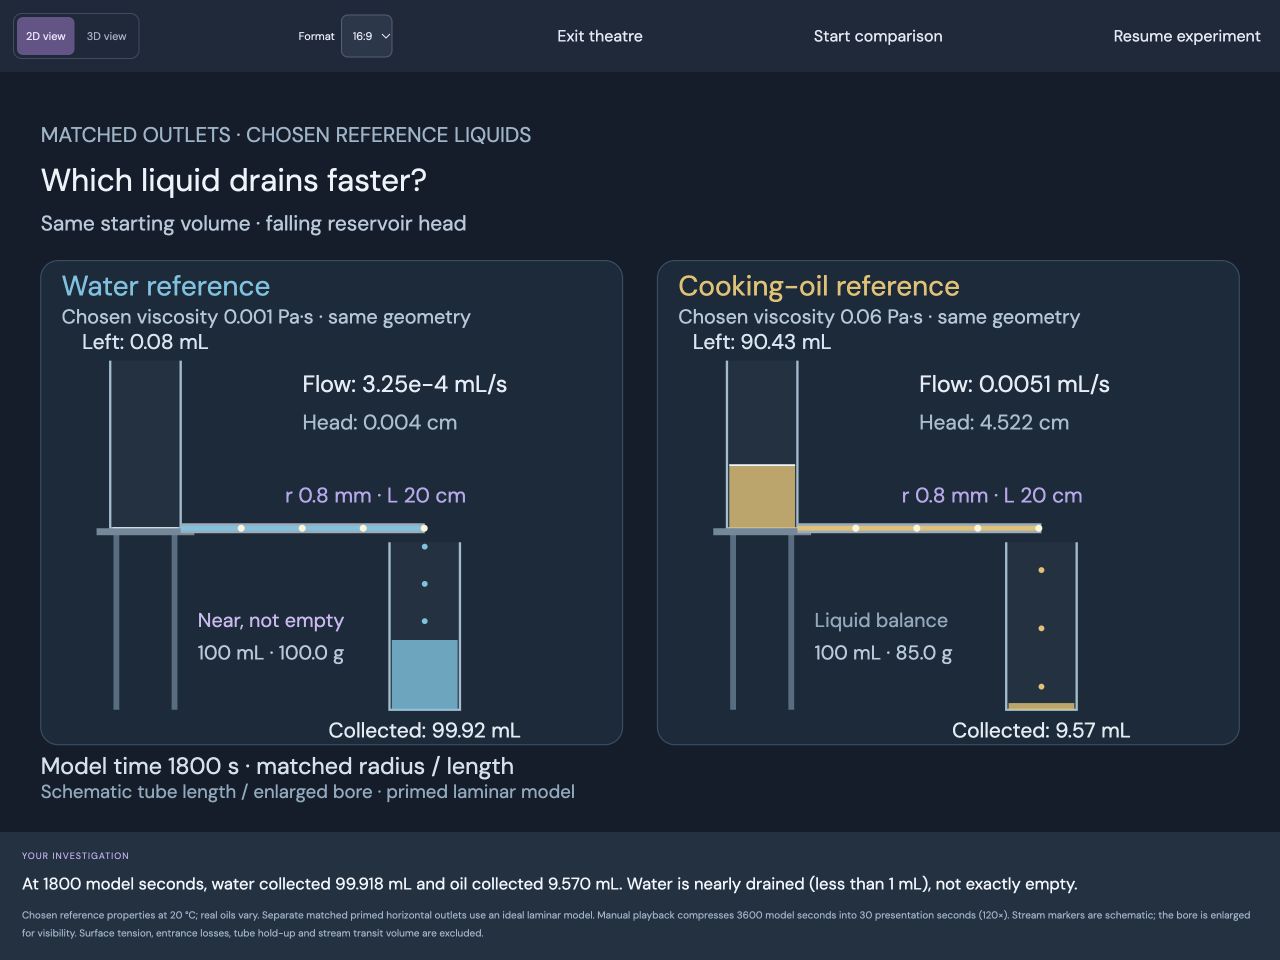 2D view
3D view
Format
16:9
Exit theatre
Start comparison
Resume experiment
MATCHED OUTLETS · CHOSEN REFERENCE LIQUIDS
Which liquid drains faster?
Same starting volume · falling reservoir head
Water reference
Chosen viscosity 0.001 Pa·s · same geometry
Left: 0.08 mL
Flow: 3.25e-4 mL/s
Head: 0.004 cm
r 0.8 mm · L 20 cm
Near, not empty
100 mL · 100.0 g
Collected: 99.92 mL
Cooking-oil reference
Chosen viscosity 0.06 Pa·s · same geometry
Left: 90.43 mL
Flow: 0.0051 mL/s
Head: 4.522 cm
r 0.8 mm · L 20 cm
Liquid balance
100 mL · 85.0 g
Collected: 9.57 mL
Model time 1800 s · matched radius / length
Schematic tube length / enlarged bore · primed laminar model
YOUR INVESTIGATION
At 1800 model seconds, water collected 99.918 mL and oil collected 9.570 mL. Water is nearly drained (less than 1 mL), not exactly empty.
Chosen reference properties at 20 °C; real oils vary. Separate matched primed horizontal outlets use an ideal laminar model. Manual playback compresses 3600 model seconds into 30 presentation seconds (120×). Stream markers are schematic; the bore is enlarged
for visibility. Surface tension, entrance losses, tube hold-up and stream transit volume are excluded.